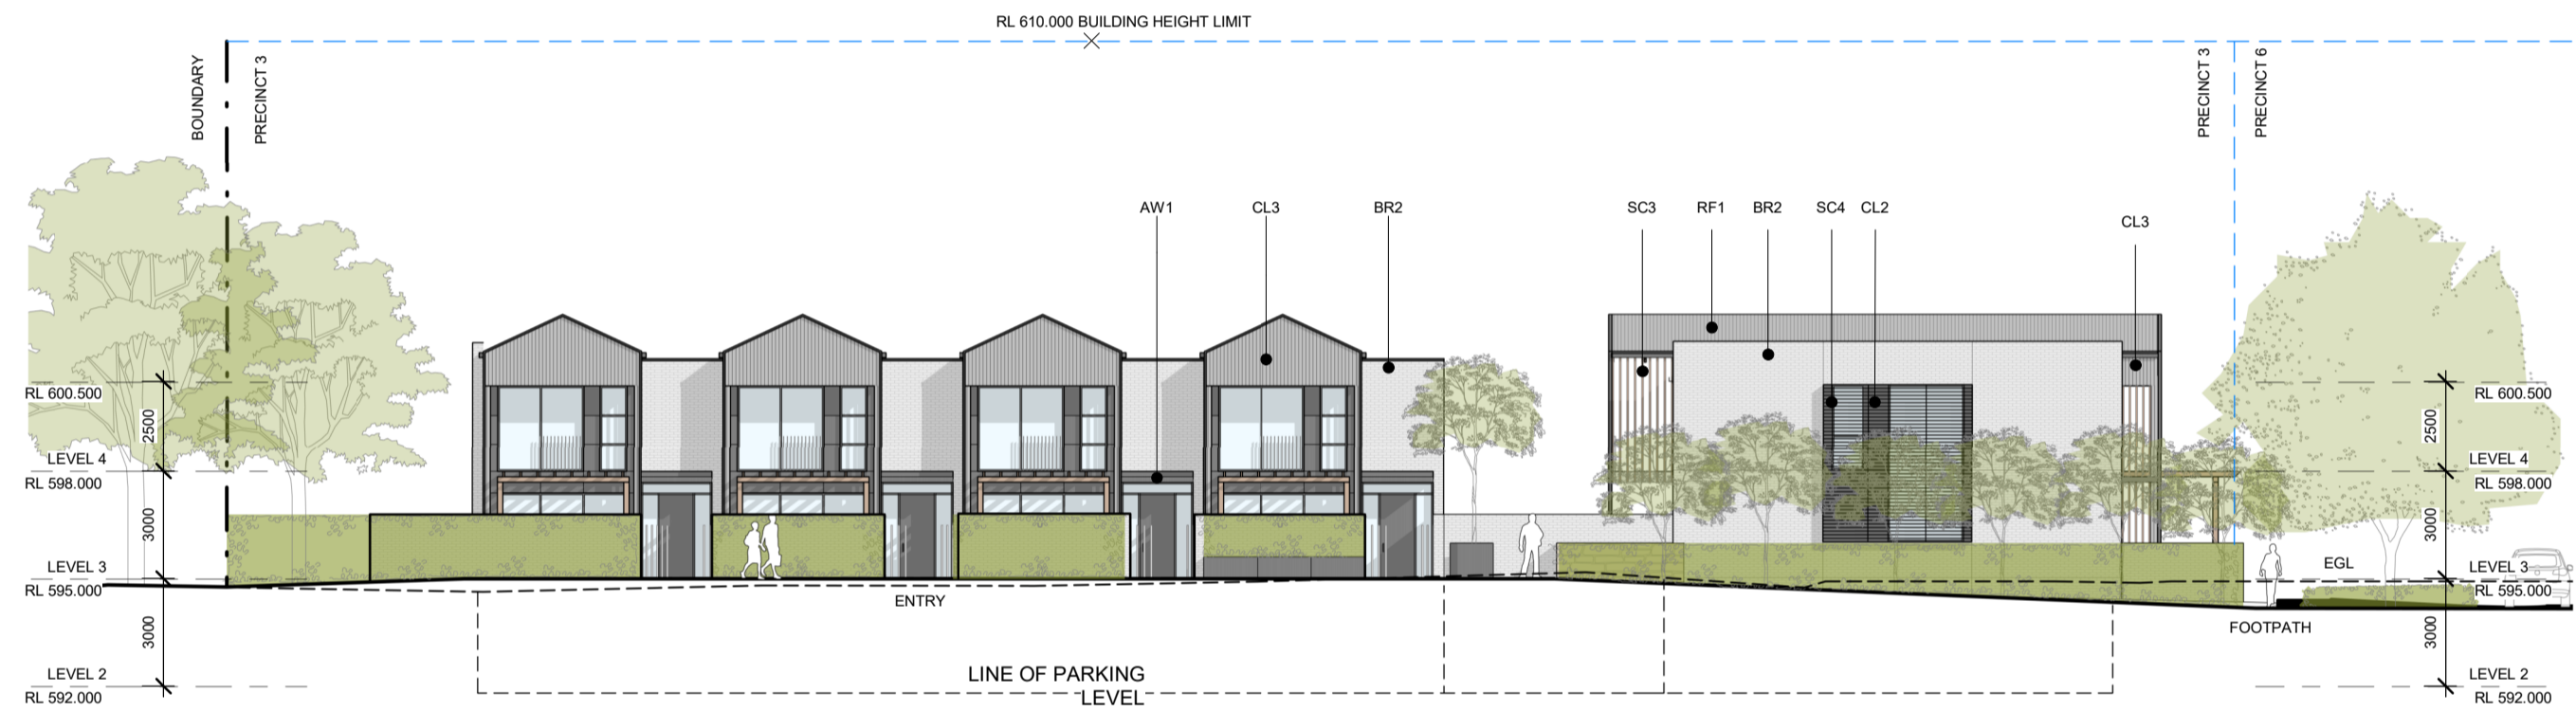 RL 610.000 BUILDING HEIGHT LIMIT
BOUNDARY
PRECINCT 3
PRECINCT 3
PRECINCT 6
AW1
CL3
BR2
SC3
RF1
BR2
SC4
CL2
CL3
RL 600.500
2500
LEVEL 4
RL 598.000
3000
LEVEL 3
RL 595.000
3000
LEVEL 2
RL 592.000
ENTRY
LINE OF PARKING
LEVEL
RL 600.500
2500
LEVEL 4
RL 598.000
3000
EGL
LEVEL 3
RL 595.000
FOOTPATH
3000
LEVEL 2
RL 592.000